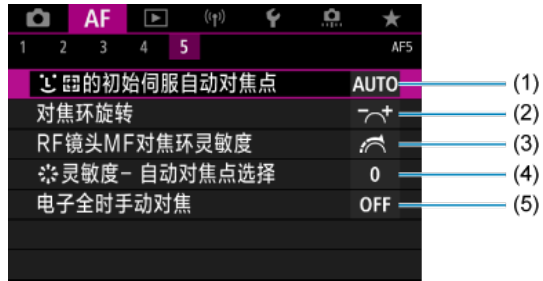 AF
1 2 3 4 5 AF5
的初始伺服自动对焦点 AUTO (1)
对焦环旋转 (2)
RF镜头MF对焦环灵敏度 (3)
灵敏度- 自动对焦点选择 0 (4)
电子全时手动对焦 OFF (5)